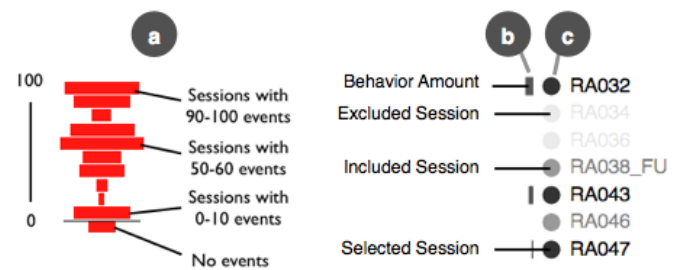 a
100
0
Sessions with
90-100 events
Sessions with
50-60 events
Sessions with
0-10 events
No events
b
c
Behavior Amount
RA032
Excluded Session
RA034
RA036
Included Session
RA038_FU
RA043
RA046
Selected Session
RA047